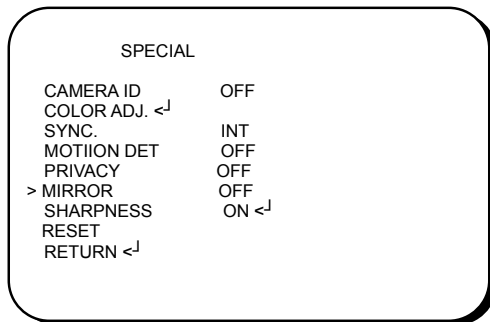 SPECIAL
CAMERA ID OFF
COLOR ADJ. <┘
SYNC. INT
MOTIION DET OFF
PRIVACY OFF
> MIRROR OFF
SHARPNESS ON <┘
RESET
RETURN <┘